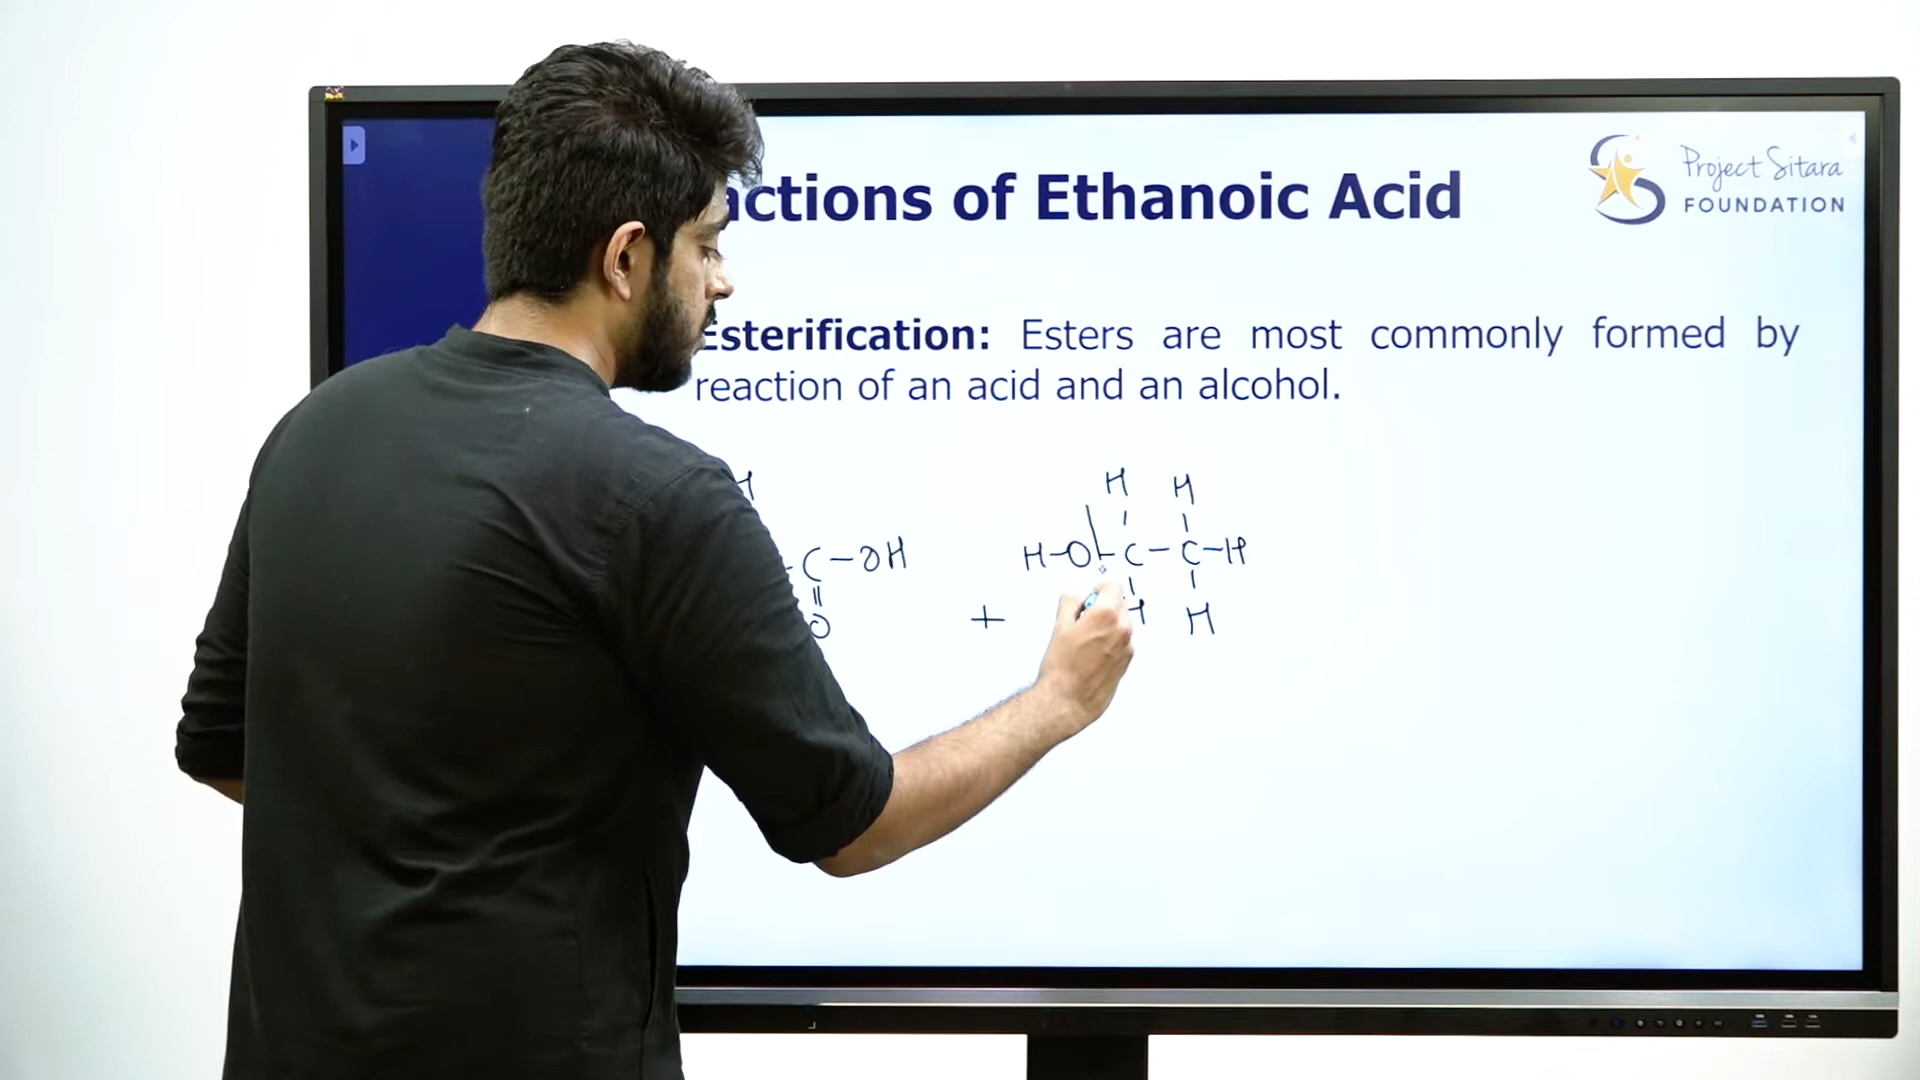 actions of Ethanoic Acid
Project Sitara
FOUNDATION
Esterification: Esters are most commonly formed by
reaction of an acid and an alcohol.
H
H H
C-OH
H-O-C-C-H
||
O
+
H H